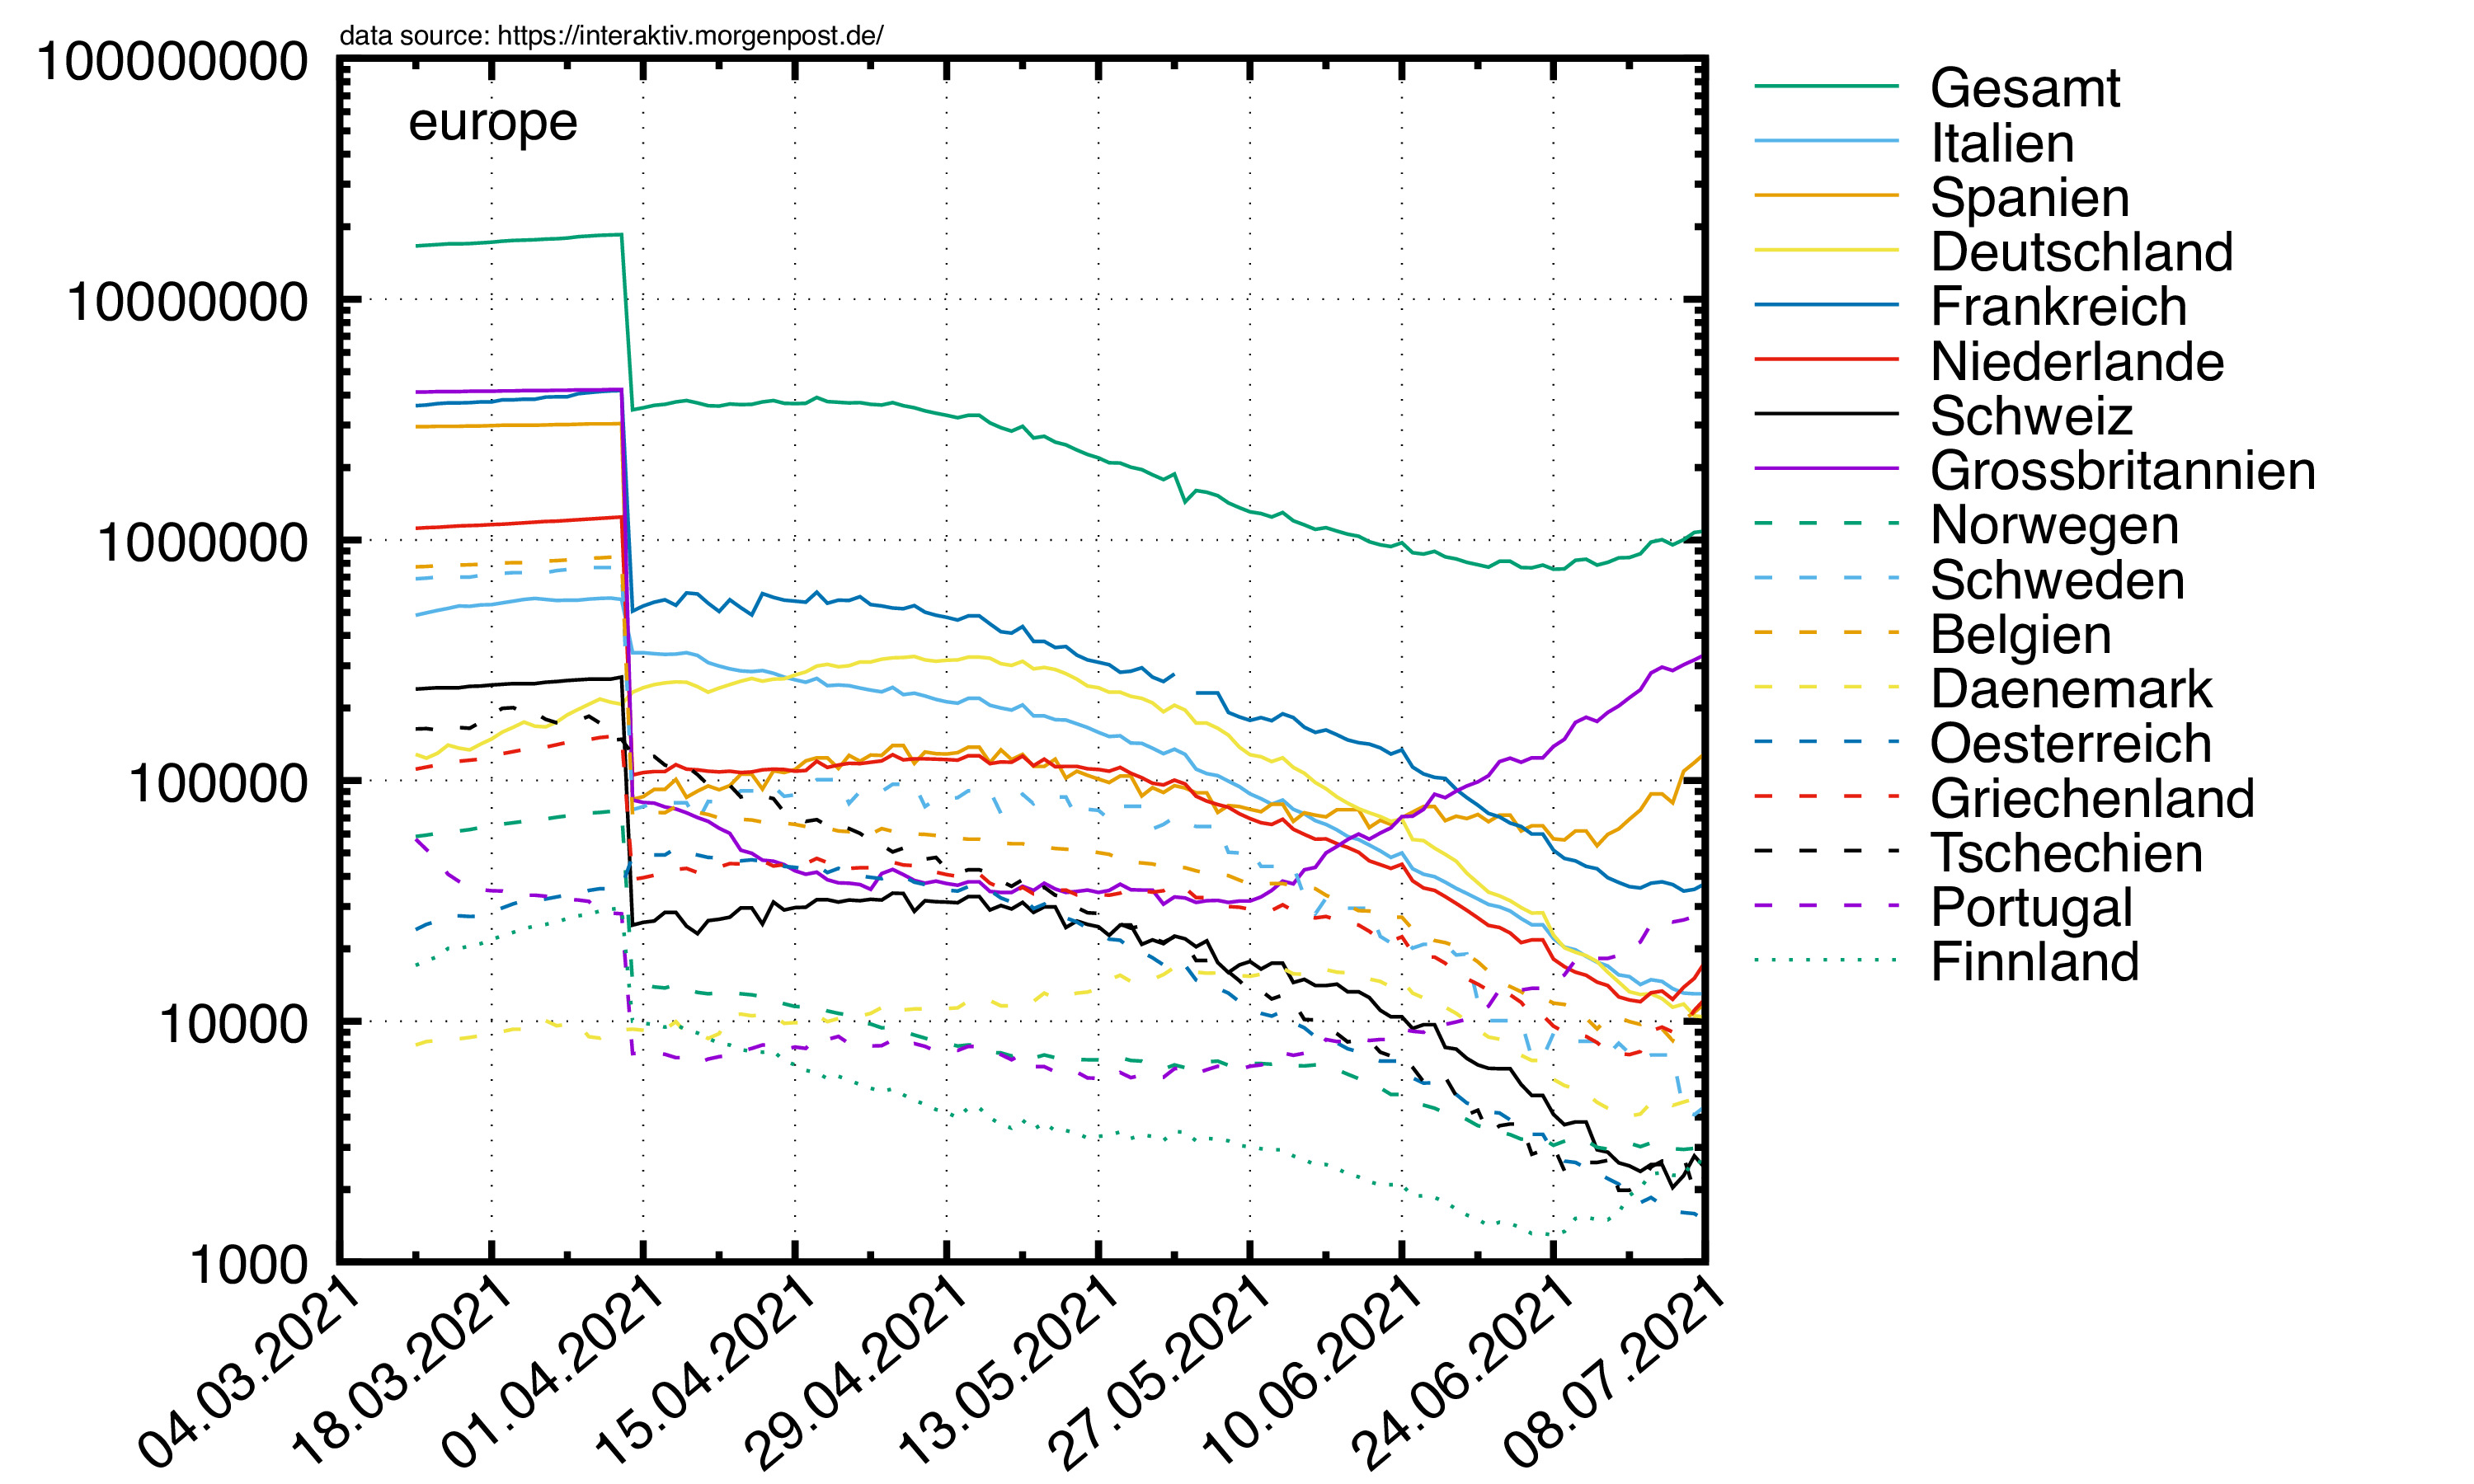 data source: https://interaktiv.morgenpost.de/
europe
100000000
10000000
1000000
100000
10000
1000
04.03.2021
18.03.2021
01.04.2021
15.04.2021
29.04.2021
13.05.2021
27.05.2021
10.06.2021
24.06.2021
08.07.2021
Gesamt
Italien
Spanien
Deutschland
Frankreich
Niederlande
Schweiz
Grossbritannien
Norwegen
Schweden
Belgien
Daenemark
Oesterreich
Griechenland
Tschechien
Portugal
Finnland